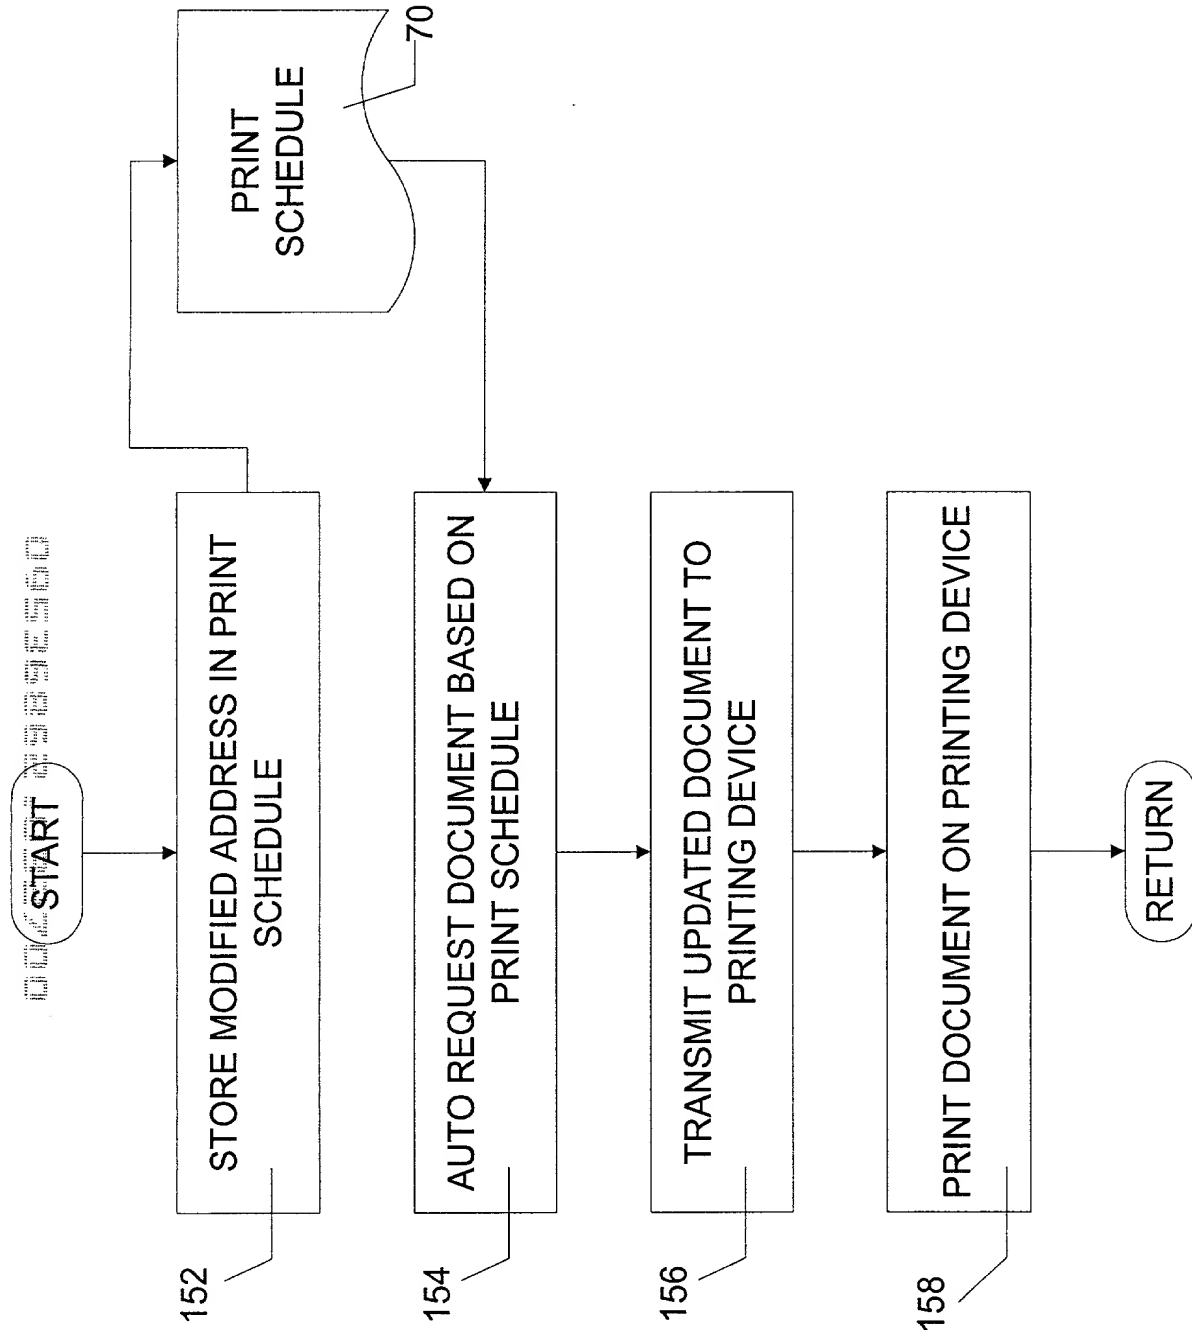 START
152
STORE MODIFIED ADDRESS IN PRINT
SCHEDULE
PRINT
SCHEDULE
70
154
AUTO REQUEST DOCUMENT BASED ON
PRINT SCHEDULE
156
TRANSMIT UPDATED DOCUMENT TO
PRINTING DEVICE
158
PRINT DOCUMENT ON PRINTING DEVICE
RETURN